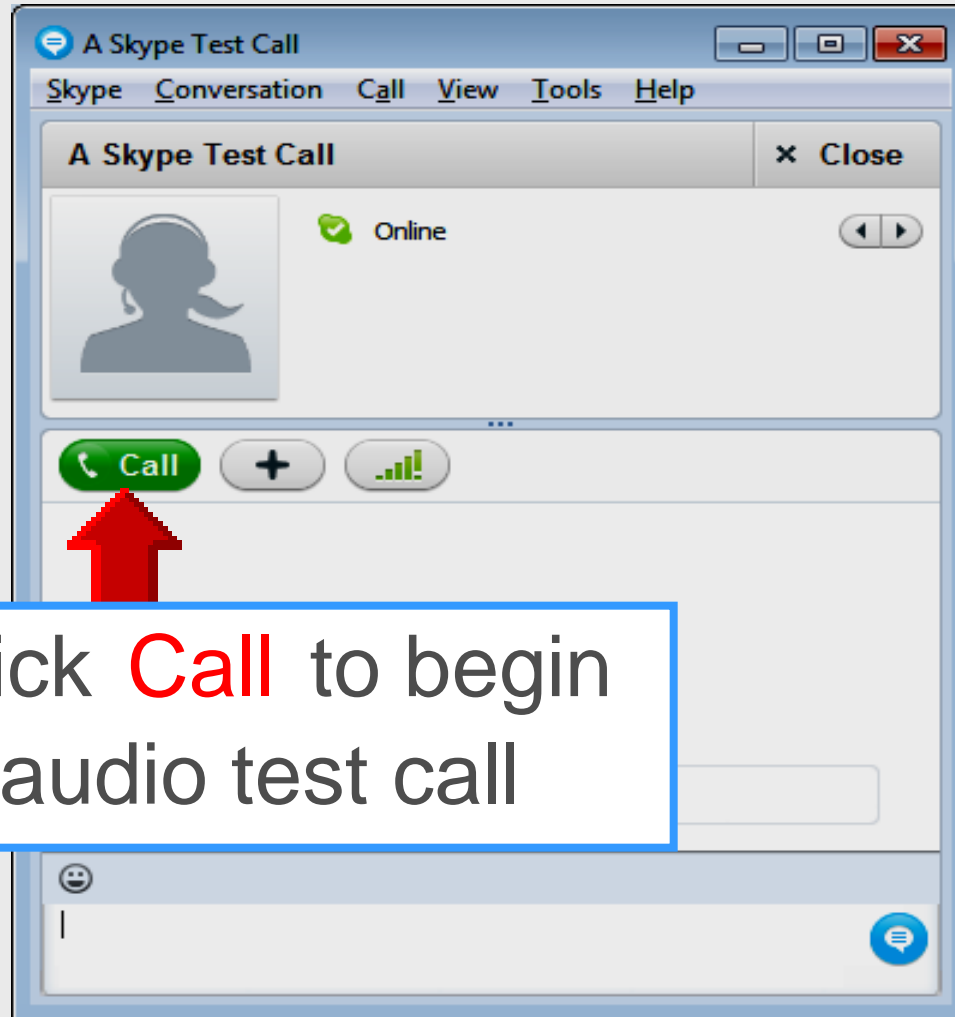 A Skype Test Call
Skype Conversation Call View Tools Help
A Skype Test Call × Close
Online
Call
ick Call to begin
audio test call